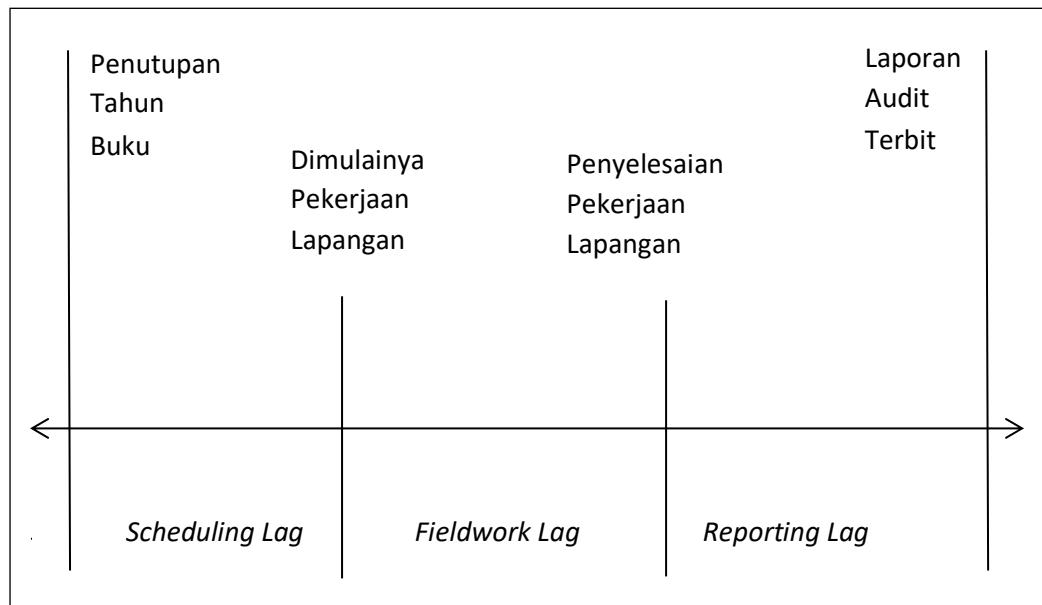 Penutupan
Tahun
Buku
Dimulainya
Pekerjaan
Lapangan
Penyelesaian
Pekerjaan
Lapangan
Laporan
Audit
Terbit
Scheduling Lag
Fieldwork Lag
Reporting Lag